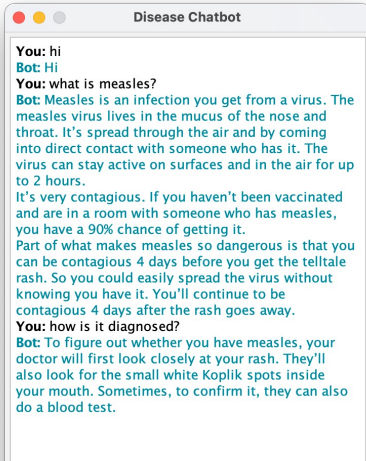 Disease Chatbot
You: hi
Bot: Hi
You: what is measles?
Bot: Measles is an infection you get from a virus. The
measles virus lives in the mucus of the nose and
throat. It’s spread through the air and by coming
into direct contact with someone who has it. The
virus can stay active on surfaces and in the air for up
to 2 hours.
It’s very contagious. If you haven’t been vaccinated
and are in a room with someone who has measles,
you have a 90% chance of getting it.
Part of what makes measles so dangerous is that you
can be contagious 4 days before you get the telltale
rash. So you could easily spread the virus without
knowing you have it. You’ll continue to be
contagious 4 days after the rash goes away.
You: how is it diagnosed?
Bot: To figure out whether you have measles, your
doctor will first look closely at your rash. They’ll
also look for the small white Koplik spots inside
your mouth. Sometimes, to confirm it, they can also
do a blood test.